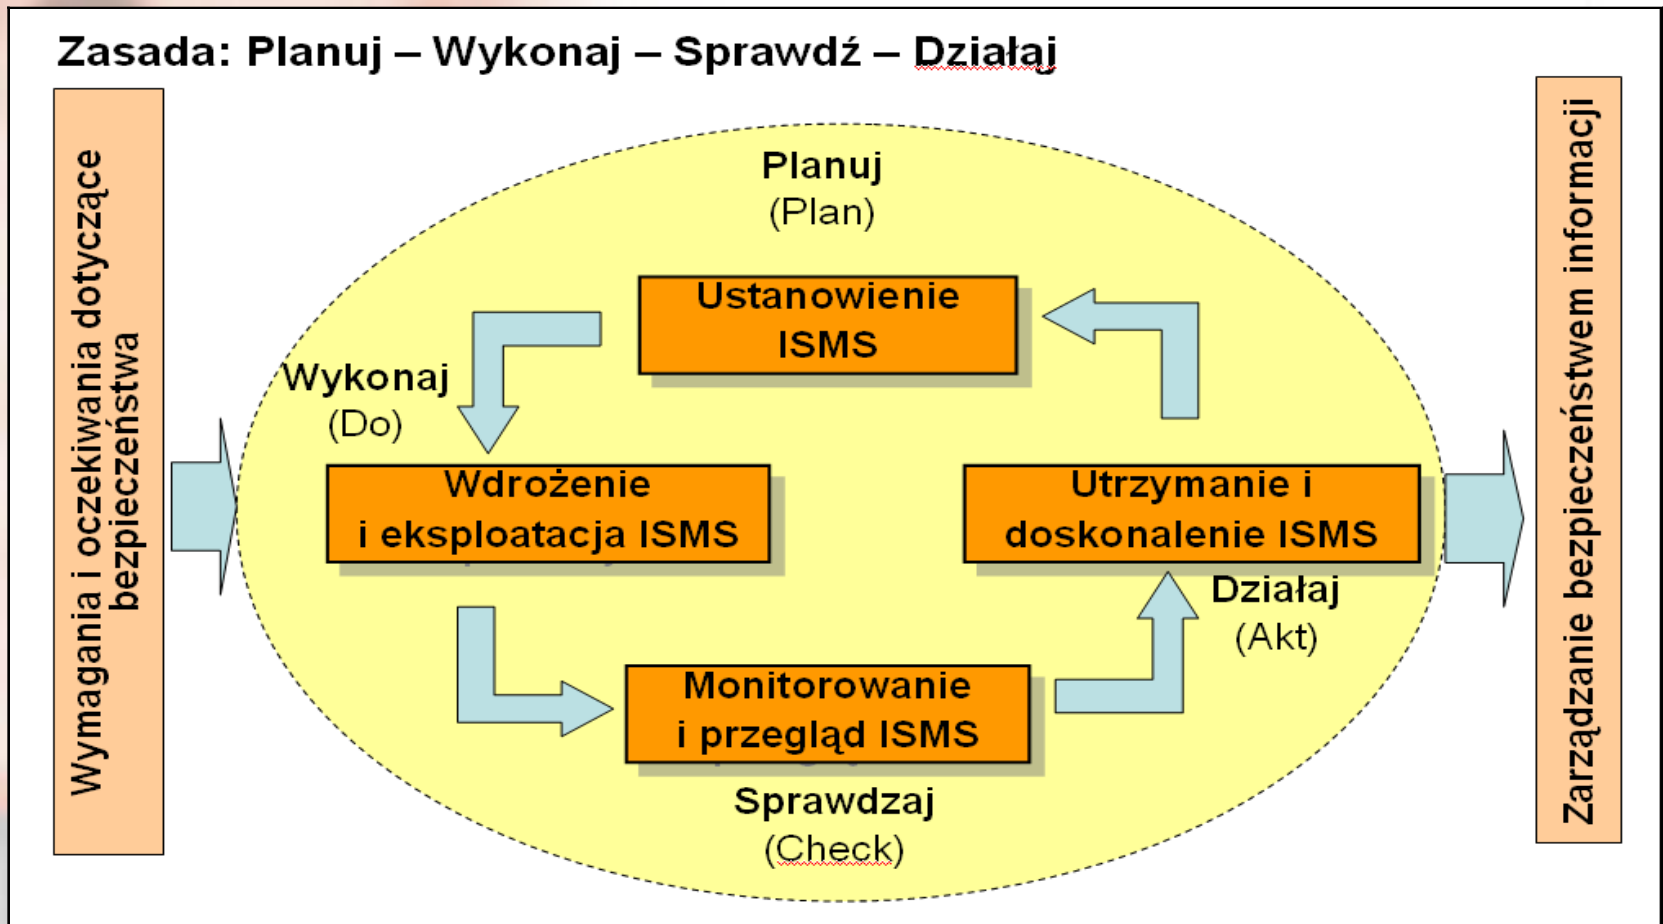 Zasada: Planuj – Wykonaj – Sprawdź – Działaj
Wymagania i oczekiwania dotyczące
bezpieczeństwa
Planuj
(Plan)
Ustanowienie
ISMS
Wykonaj
(Do)
Wdrożenie
i eksploatacja ISMS
Monitorowanie
i przegląd ISMS
Sprawdzaj
(Check)
Utrzymanie i
doskonalenie ISMS
Działaj
(Akt)
Zarządzanie bezpieczeństwem informacji